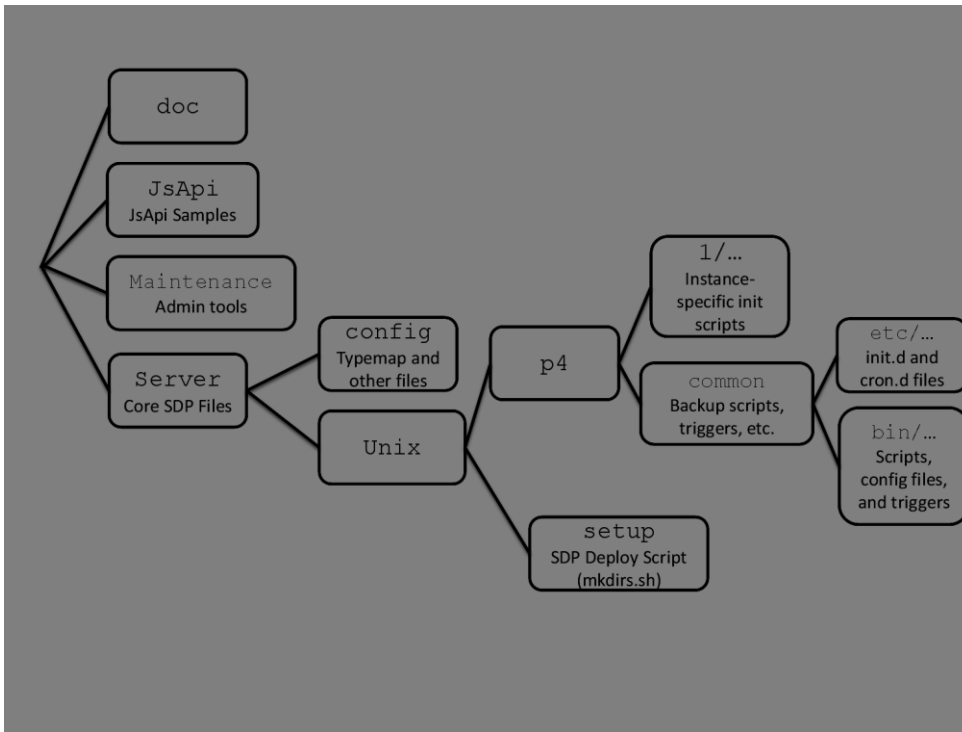 doc
JsApi
JsApi Samples
Maintenance
Admin tools
Server
Core SDP Files
config
Typemap and
other files
Unix
p4
setup
SDP Deploy Script
(mkdirs.sh)
1/…
Instance-
specific init
scripts
common
Backup scripts,
triggers, etc.
etc/…
init.d and
cron.d files
bin/…
Scripts,
config files,
and triggers